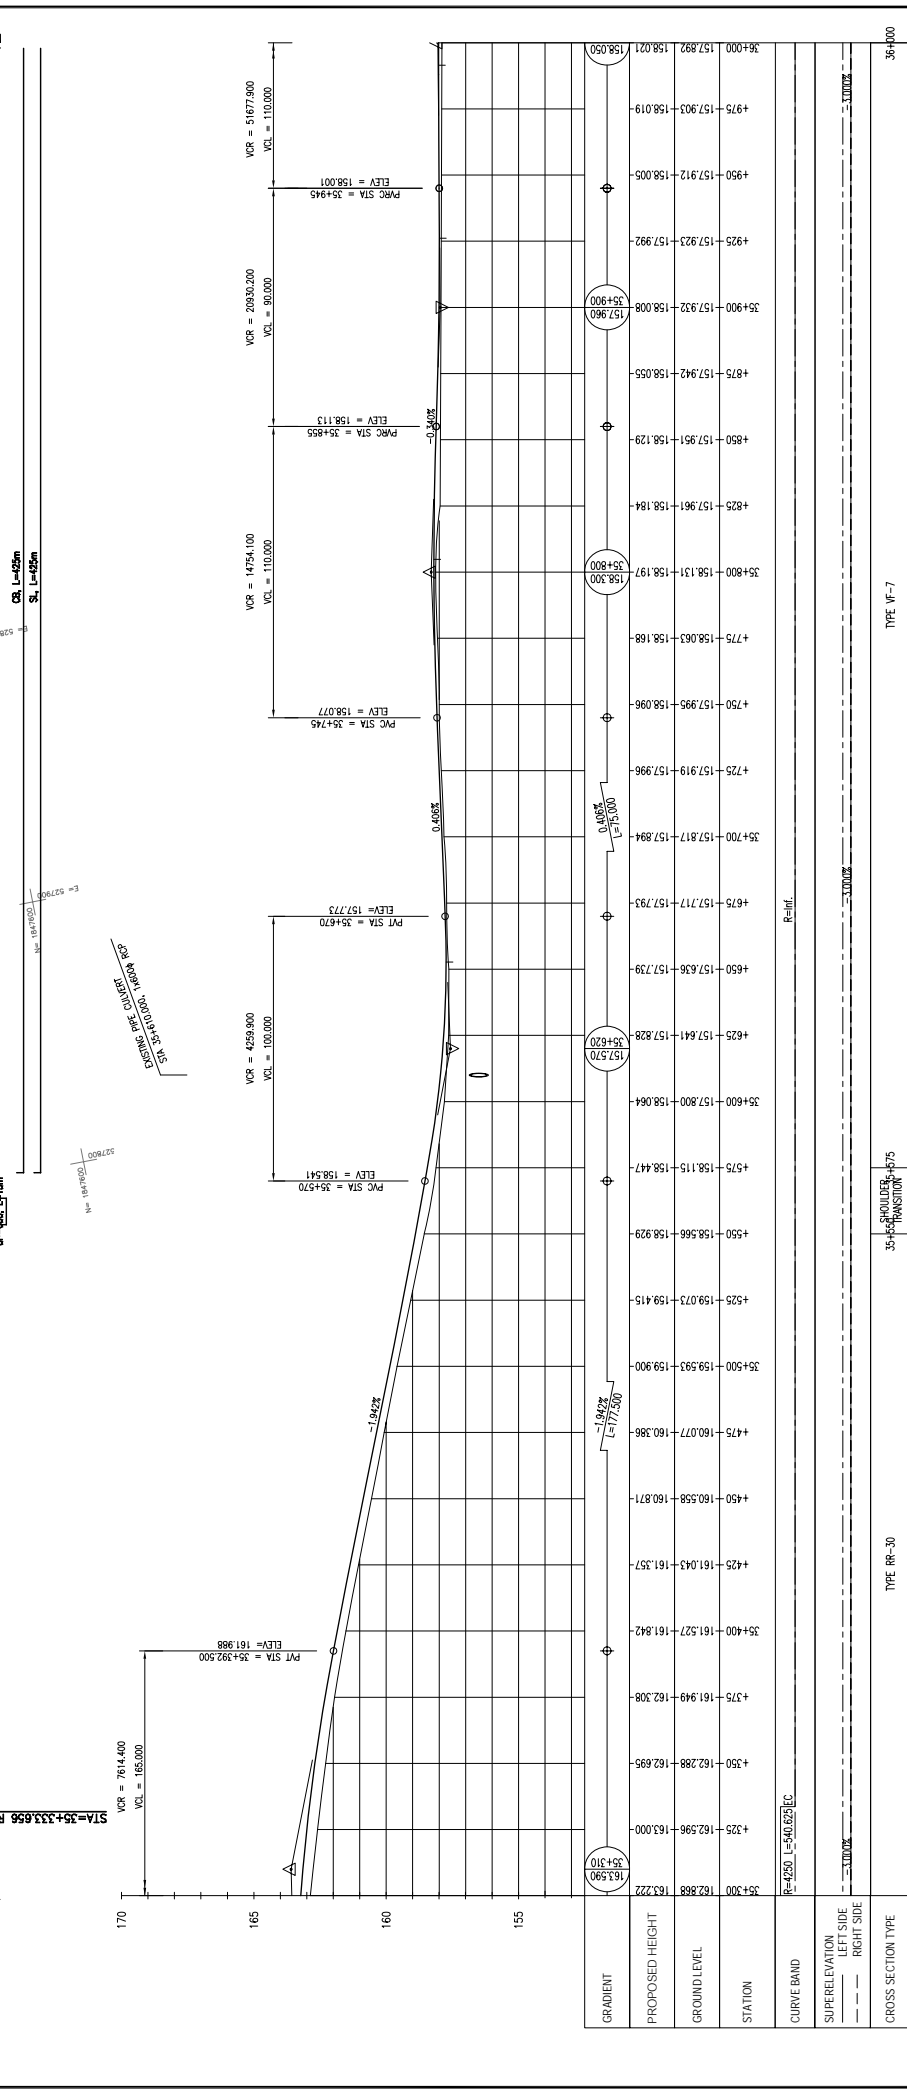 CB, L=425m
SL, L=425m
N= 1847600
E= 527900
N= 1847600
527800
EXISTING PIPE CULVERT
STA 35+610.000, 1x600ϕ RCP
STA=35+333.656
VCR = 7614.400
VCL = 165.000
PVT STA = 35+392.500
ELEV= 161.988
-1.942%
VCR = 4259.900
VCL = 100.000
PVC STA = 35+570
ELEV = 158.541
PVT STA = 35+670
ELEV= 157.773
0.406%
VCR = 14754.100
VCL = 110.000
PVC STA = 35+745
ELEV = 158.077
PVRC STA = 35+855
ELEV = 158.113
-0.340%
VCR = 20930.200
VCL = 90.000
PVRC STA = 35+945
ELEV = 158.001
VCR = 51677.900
VCL = 110.000
170
165
160
155
GRADIENT
163.590 35+310
-1.942%
L=177.500
157.570 35+620
0.406%
L=75.000
158.300 35+800
157.960 35+900
158.050
PROPOSED HEIGHT
163.222 163.000 162.695 162.308 161.842 161.357 160.871 160.386 159.900 159.415 158.929 158.447 158.064 157.828 157.739 157.793 157.894 157.996 158.096 158.168 158.197 158.184 158.129 158.055 158.008 157.992 158.005 158.019 158.021
GROUND LEVEL
162.868 162.596 162.288 161.949 161.527 161.043 160.558 160.077 159.593 159.073 158.566 158.115 157.800 157.641 157.636 157.717 157.817 157.919 157.995 158.063 158.131 157.961 157.951 157.942 157.932 157.923 157.912 157.903 157.892
STATION
35+300 +325 +350 +375 35+400 +425 +450 +475 35+500 +525 +550 +575 35+600 +625 +650 +675 35+700 +725 +750 +775 35+800 +825 +850 +875 35+900 +925 +950 +975 36+000
CURVE BAND
R=4250 L=540.625 EC
R=Inf.
SUPERELEVATION
LEFT SIDE
RIGHT SIDE
-3.000%
-3.000%
-3.000%
CROSS SECTION TYPE
TYPE RR-30
35+550
SHOULDER
TRANSITION
35+575
TYPE VF-7
36+000